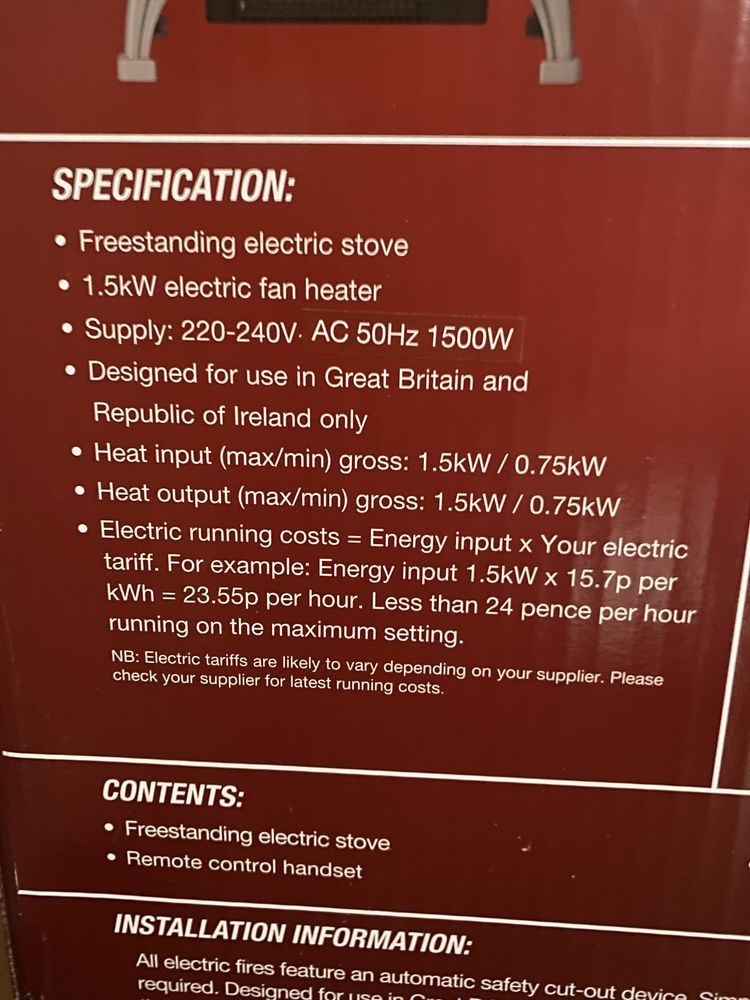 SPECIFICATION:
• Freestanding electric stove
• 1.5kW electric fan heater
• Supply: 220-240V· AC 50Hz 1500W
• Designed for use in Great Britain and
Republic of Ireland only
• Heat input (max/min) gross: 1.5kW / 0.75kW
• Heat output (max/min) gross: 1.5kW / 0.75kW
• Electric running costs = Energy input x Your electric
tariff. For example: Energy input 1.5kW x 15.7p per
kWh = 23.55p per hour. Less than 24 pence per hour
running on the maximum setting.
NB: Electric tariffs are likely to vary depending on your supplier. Please
check your supplier for latest running costs.
CONTENTS:
• Freestanding electric stove
• Remote control handset
INSTALLATION INFORMATION:
All electric fires feature an automatic safety cut-out device.
required. Designed for use in